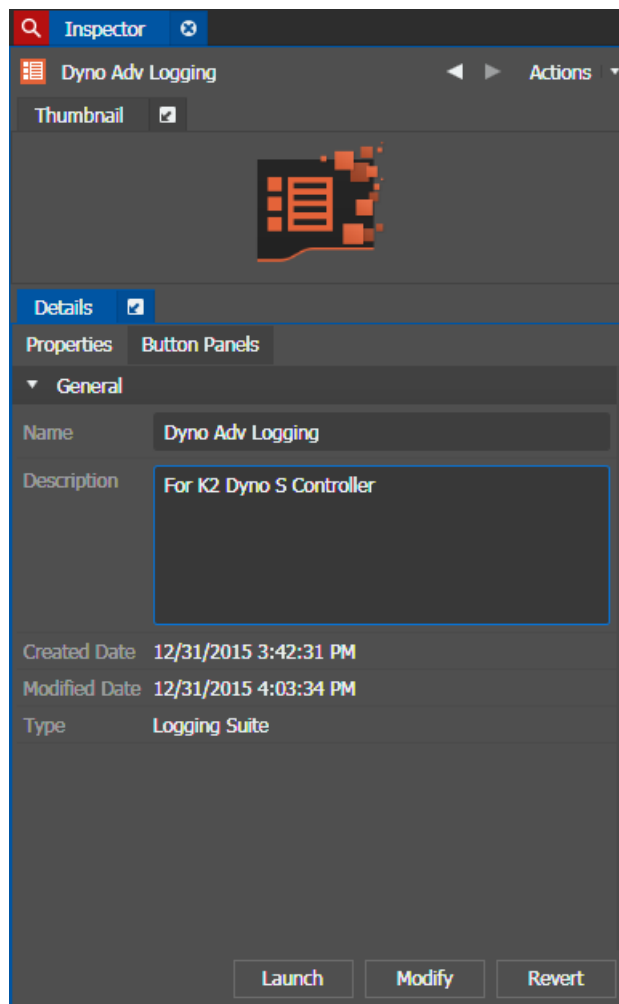 Inspector
Dyno Adv Logging Actions
Thumbnail
Details
Properties Button Panels
General
Name Dyno Adv Logging
Description For K2 Dyno S Controller
Created Date 12/31/2015 3:42:31 PM
Modified Date 12/31/2015 4:03:34 PM
Type Logging Suite
Launch Modify Revert